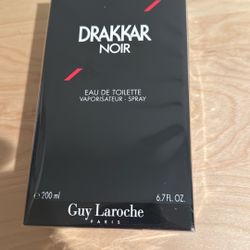 DRAKKAR
NOIR
EAU DE TOILETTE
VAPORISATEUR - SPRAY
e 200 ml 6.7 FL. OZ.
Guy Laroche
PARIS